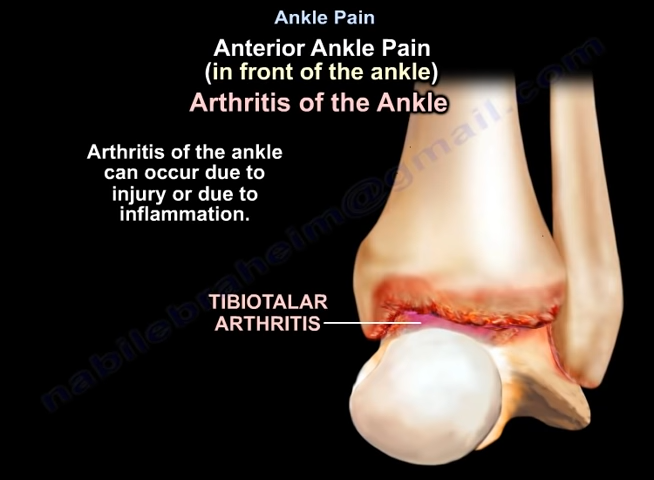 Ankle Pain
Anterior Ankle Pain
(in front of the ankle)
Arthritis of the Ankle
Arthritis of the ankle
can occur due to
injury or due to
inflammation.
TIBIOTALAR
ARTHRITIS
nabilebraheim@gmail.com